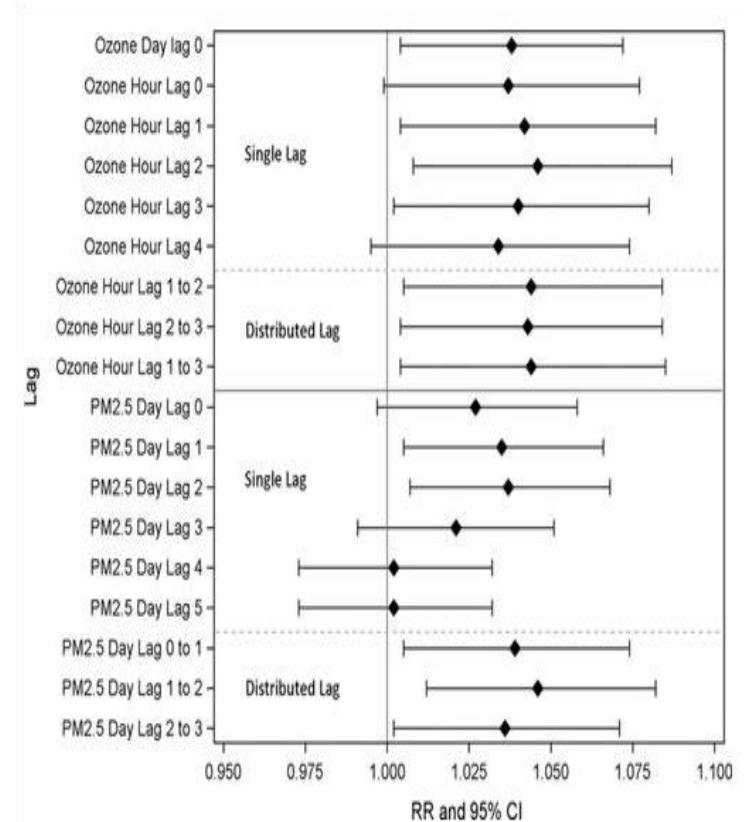 Ozone Day lag 0
Ozone Hour Lag 0
Ozone Hour Lag 1
Single Lag
Ozone Hour Lag 2
Ozone Hour Lag 3
Ozone Hour Lag 4
Ozone Hour Lag 1 to 2
Ozone Hour Lag 2 to 3
Distributed Lag
Ozone Hour Lag 1 to 3
Lag
PM2.5 Day Lag 0
PM2.5 Day Lag 1
Single Lag
PM2.5 Day Lag 2
PM2.5 Day Lag 3
PM2.5 Day Lag 4
PM2.5 Day Lag 5
PM2.5 Day Lag 0 to 1
PM2.5 Day Lag 1 to 2
Distributed Lag
PM2.5 Day Lag 2 to 3
0.950 0.975 1.000 1.025 1.050 1.075 1.100
RR and 95% CI